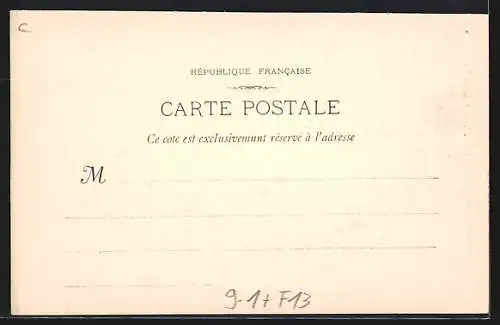 C
RÉPUBLIQUE FRANÇAISE
CARTE POSTALE
Ce cote est exclusivemunt réservé à l'adresse
M
9-1+F13